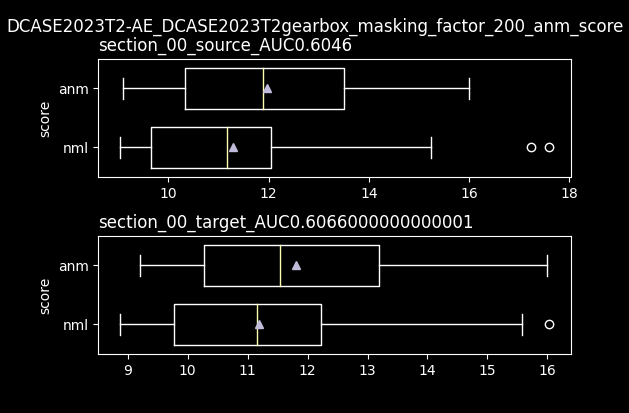 DCASE2023T2-AE_DCASE2023T2gearbox_masking_factor_200_anm_score
section_00_source_AUC0.6046
anm
nml
score
10 12 14 16 18
section_00_target_AUC0.6066000000000001
anm
nml
score
9 10 11 12 13 14 15 16